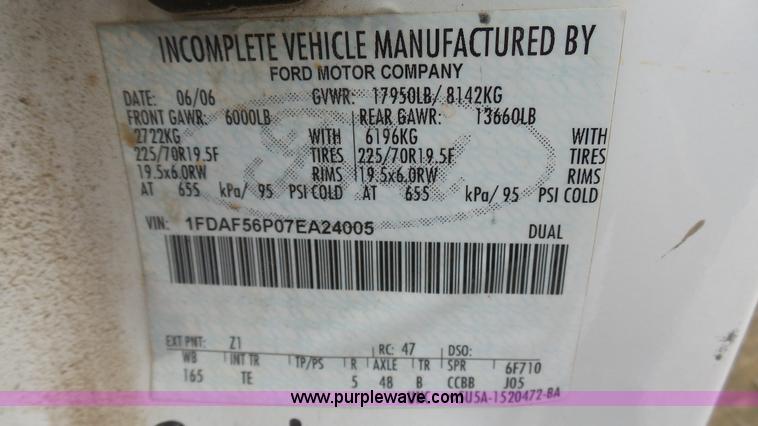 INCOMPLETE VEHICLE MANUFACTURED BY
FORD MOTOR COMPANY
DATE: 06/06 GVWR: 17950LB/ 8142KG
FRONT GAWR: 6000LB REAR GAWR: 13660LB
2722KG WITH 6196KG WITH
225/70R19.5F TIRES 225/70R19.5F TIRES
19.5x6.0RW RIMS 19.5x6.0RW RIMS
AT 655 kPa/ 95 PSI COLD AT 655 kPa/ 95 PSI COLD
VIN: 1FDAF56P07EA24005 DUAL
EXT PNT: Z1 RC: 47 DSO:
WB INT TR TP/PS R AXLE TR SPR 6F710
165 TE 5 48 B CCBB J05
www.purplewave.com 5A-1520472-BA